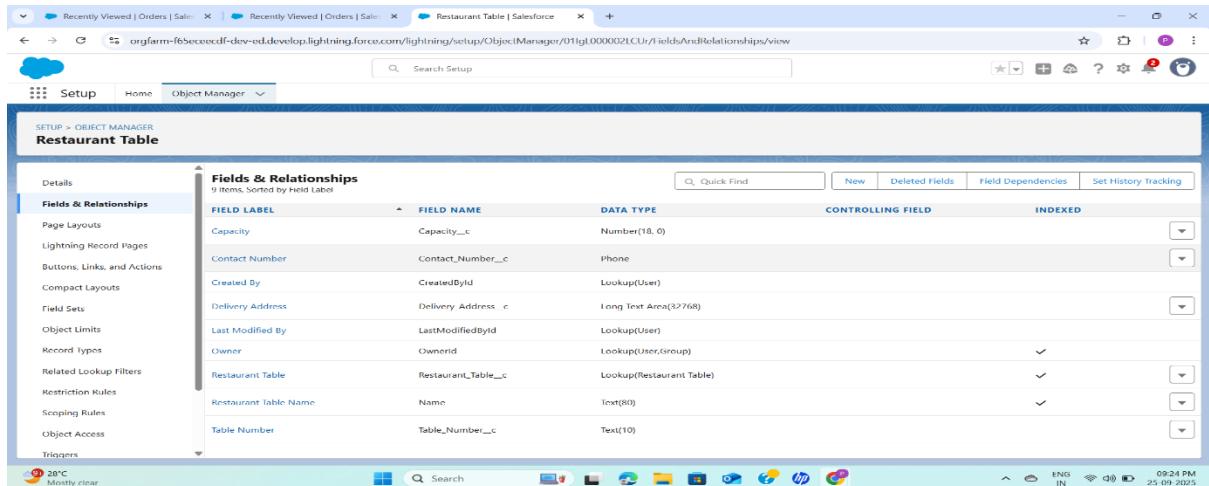 Recently Viewed | Orders | Sale
Recently Viewed | Orders | Sale
Restaurant Table | Salesforce
orgfarm-f65eceecdf-dev-ed.develop.lightning.force.com/lightning/setup/ObjectManager/01IgL000002LCUr/FieldsAndRelationships/view
P
Search Setup
2
Setup
Home
Object Manager
SETUP > OBJECT MANAGER
Restaurant Table
Details
Fields & Relationships
Page Layouts
Lightning Record Pages
Buttons, Links, and Actions
Compact Layouts
Field Sets
Object Limits
Record Types
Related Lookup Filters
Restriction Rules
Scoping Rules
Object Access
Triggers
Fields & Relationships
9 Items, Sorted by Field Label
Quick Find
New
Deleted Fields
Field Dependencies
Set History Tracking
FIELD LABEL FIELD NAME DATA TYPE CONTROLLING FIELD INDEXED
Capacity Capacity__c Number(18, 0)
Contact Number Contact_Number__c Phone
Created By CreatedById Lookup(User)
Delivery Address Delivery_Address__c Long Text Area(32768)
Last Modified By LastModifiedById Lookup(User)
Owner OwnerId Lookup(User,Group)
Restaurant Table Restaurant_Table__c Lookup(Restaurant Table)
Restaurant Table Name Name Text(80)
Table Number Table_Number__c Text(10)
28°C
Mostly clear
Search
ENG
IN
09:24 PM
25-09-2025